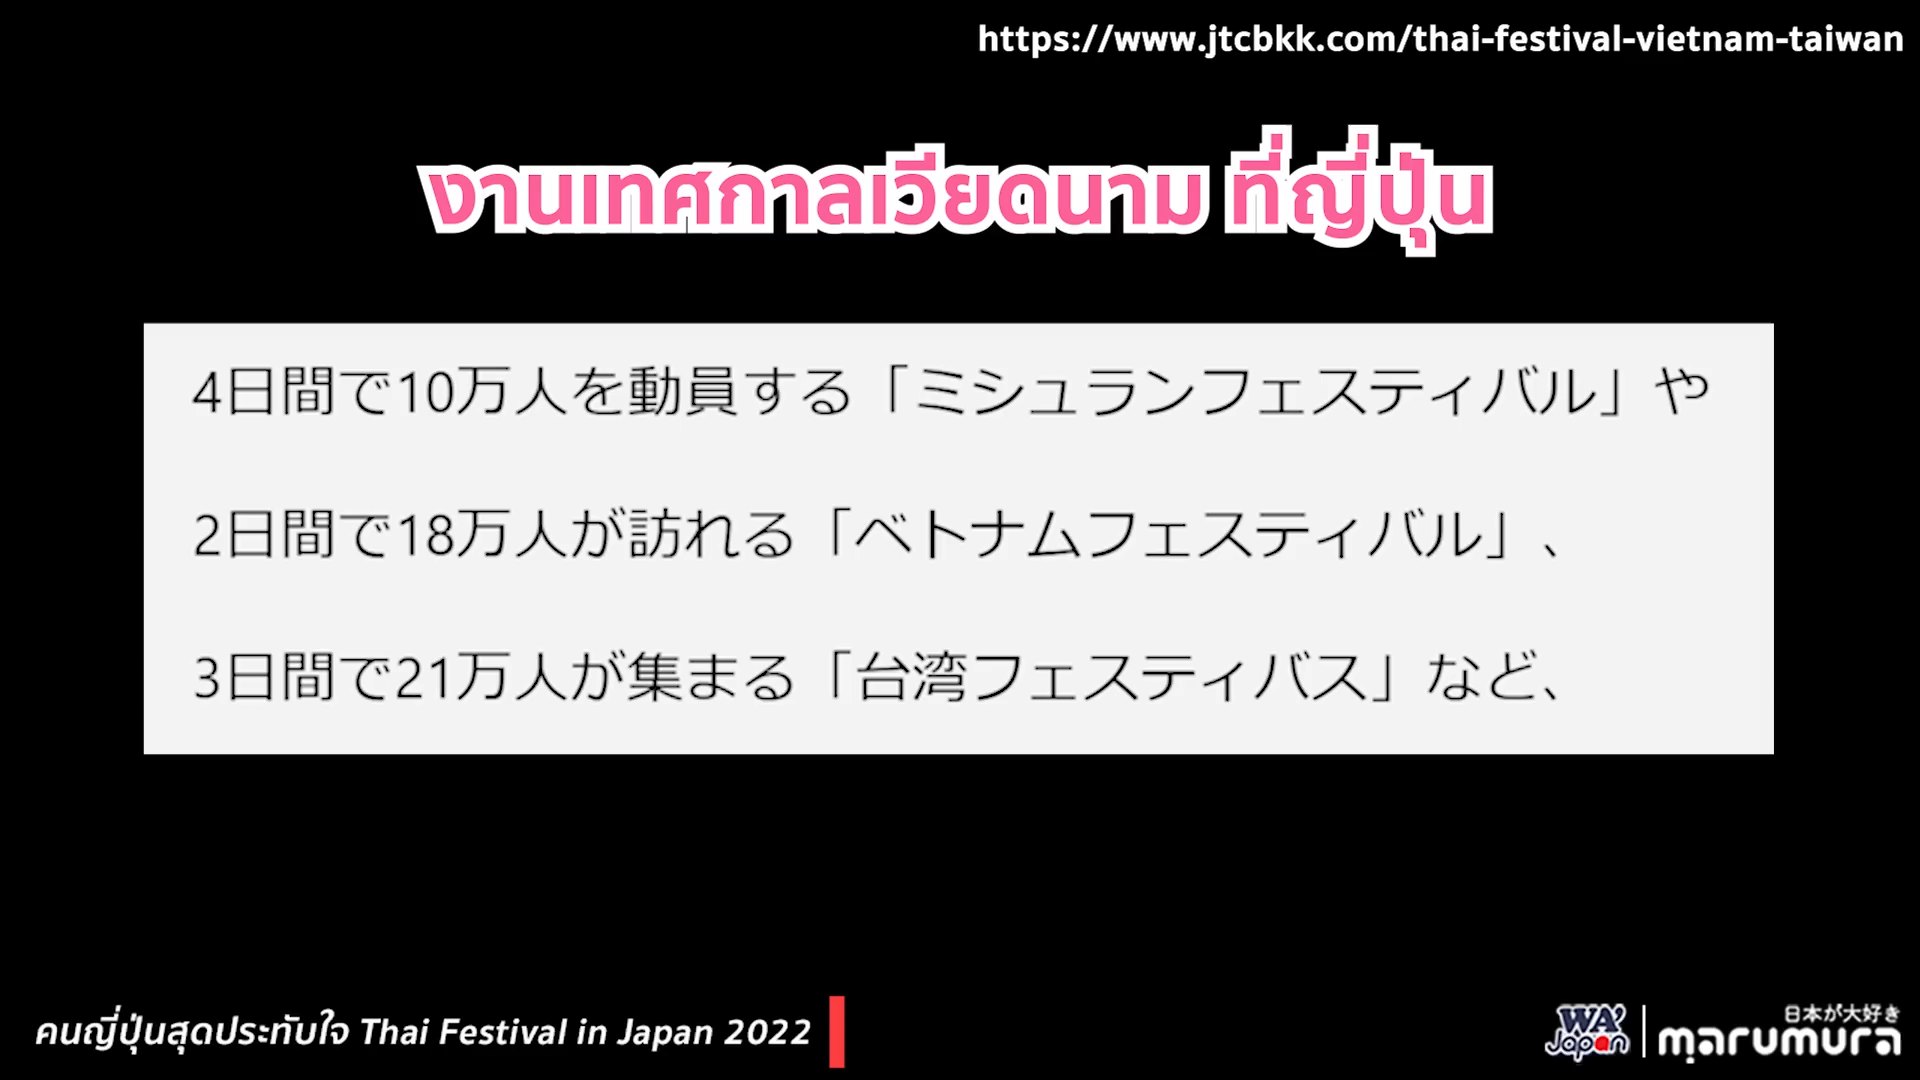 https://www.jtcbkk.com/thai-festival-vietnam-taiwan
งานเทศกาลเวียดนาม ที่ญี่ปุ่น
4日間で10万人を動員する「ミシュランフェスティバル」や
2日間で18万人が訪れる「ベトナムフェスティバル」、
3日間で21万人が集まる「台湾フェスティバス」など、
คนญี่ปุ่นสุดประทับใจ Thai Festival in Japan 2022
WA' Japan
日本が大好き
marumura